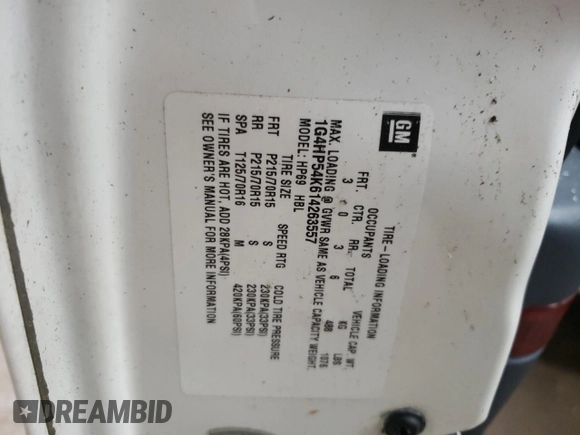 GM
TIRE-LOADING INFORMATION
OCCUPANTS VEHICLE CAP. WT.
FRT. CTR. RR. TOTAL KG LBS
3 0 3 6 488 1076
MAX. LOADING @ GVWR SAME AS VEHICLE CAPACITY WEIGHT.
1G4HP54K614263557
MODEL: HP69 HBL
TIRE SIZE SPEED RTG COLD TIRE PRESSURE
FRT P215/70R15 S 230KPA(33PSI)
RR P215/70R15 S 230KPA(33PSI)
SPA T125/70R16 M 420KPA(60PSI)
IF TIRES ARE HOT, ADD 28KPA(4PSI)
SEE OWNER'S MANUAL FOR MORE INFORMATION
DREAMBID